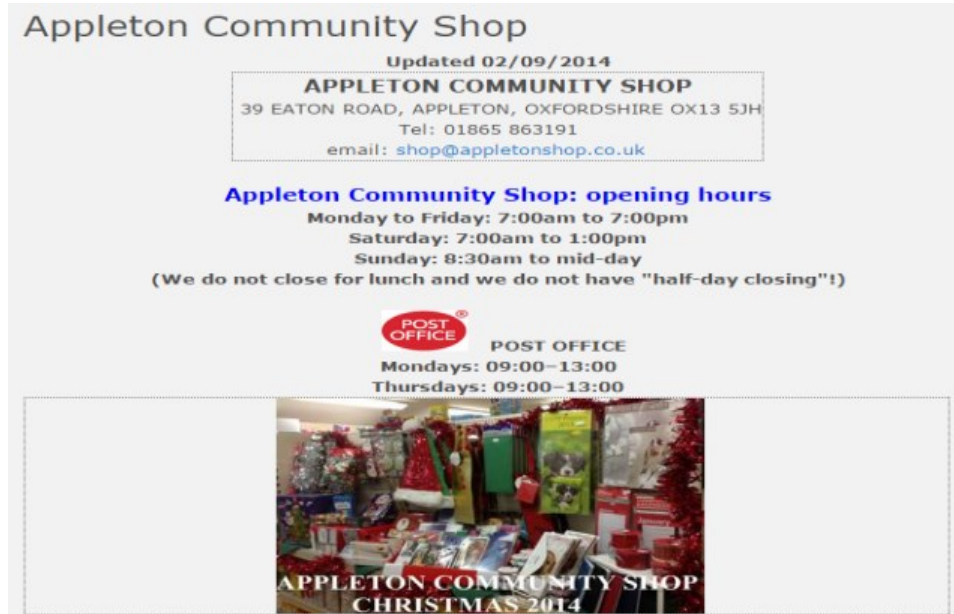 Appleton Community Shop
Updated 02/09/2014
APPLETON COMMUNITY SHOP
39 EATON ROAD, APPLETON, OXFORDSHIRE OX13 5JH
Tel: 01865 863191
email: shop@appletonshop.co.uk
Appleton Community Shop: opening hours
Monday to Friday: 7:00am to 7:00pm
Saturday: 7:00am to 1:00pm
Sunday: 8:30am to mid-day
(We do not close for lunch and we do not have "half-day closing"!)
POST
OFFICE ®
POST OFFICE
Mondays: 09:00–13:00
Thursdays: 09:00–13:00
APPLETON COMMUNITY SHOP
CHRISTMAS 2014